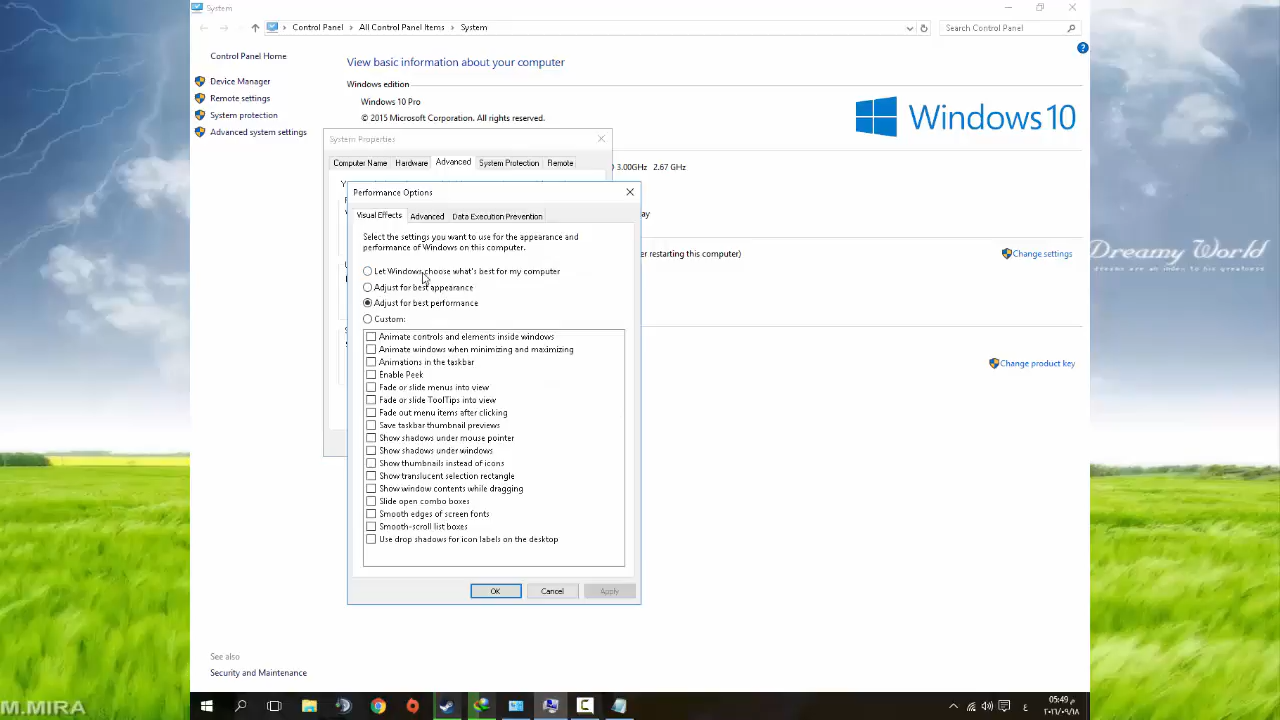 System
Control Panel > All Control Panel Items > System
Search Control Panel
Control Panel Home
Device Manager
Remote settings
System protection
Advanced system settings
View basic information about your computer
Windows edition
Windows 10 Pro
© 2015 Microsoft Corporation. All rights reserved.
Windows 10
System Properties
Computer Name
Hardware
Advanced
System Protection
Remote
3.00GHz 2.67 GHz
Performance Options
Visual Effects
Advanced
Data Execution Prevention
Select the settings you want to use for the appearance and
performance of Windows on this computer.
Let Windows choose what's best for my computer
Adjust for best appearance
Adjust for best performance
Custom:
Animate controls and elements inside windows
Animate windows when minimizing and maximizing
Animations in the taskbar
Enable Peek
Fade or slide menus into view
Fade or slide ToolTips into view
Fade out menu items after clicking
Save taskbar thumbnail previews
Show shadows under mouse pointer
Show shadows under windows
Show thumbnails instead of icons
Show translucent selection rectangle
Show window contents while dragging
Slide open combo boxes
Smooth edges of screen fonts
Smooth-scroll list boxes
Use drop shadows for icon labels on the desktop
OK
Cancel
Apply
lay
er restarting this computer)
Change settings
Change product key
Dreamy World
See also
Security and Maintenance
M.MIRA
ع
05:49 م
٢٠١٦/٠٩/١٨